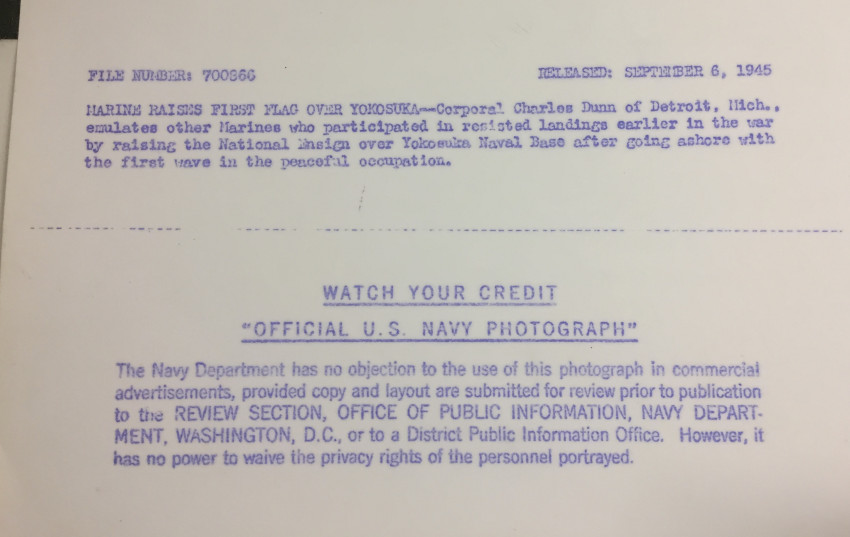 FILE NUMBER: 700866
RELEASED: SEPTEMBER 6, 1945
MARINE RAISES FIRST FLAG OVER YOKOSUKA--Corporal Charles Dunn of Detroit, Mich.,
emulates other Marines who participated in resisted landings earlier in the war
by raising the National Ensign over Yokosuka Naval Base after going ashore with
the first wave in the peaceful occupation.
WATCH YOUR CREDIT
"OFFICIAL U.S. NAVY PHOTOGRAPH"
The Navy Department has no objection to the use of this photograph in commercial
advertisements, provided copy and layout are submitted for review prior to publication
to the REVIEW SECTION, OFFICE OF PUBLIC INFORMATION, NAVY DEPART-
MENT, WASHINGTON, D.C., or to a District Public Information Office. However, it
has no power to waive the privacy rights of the personnel portrayed.